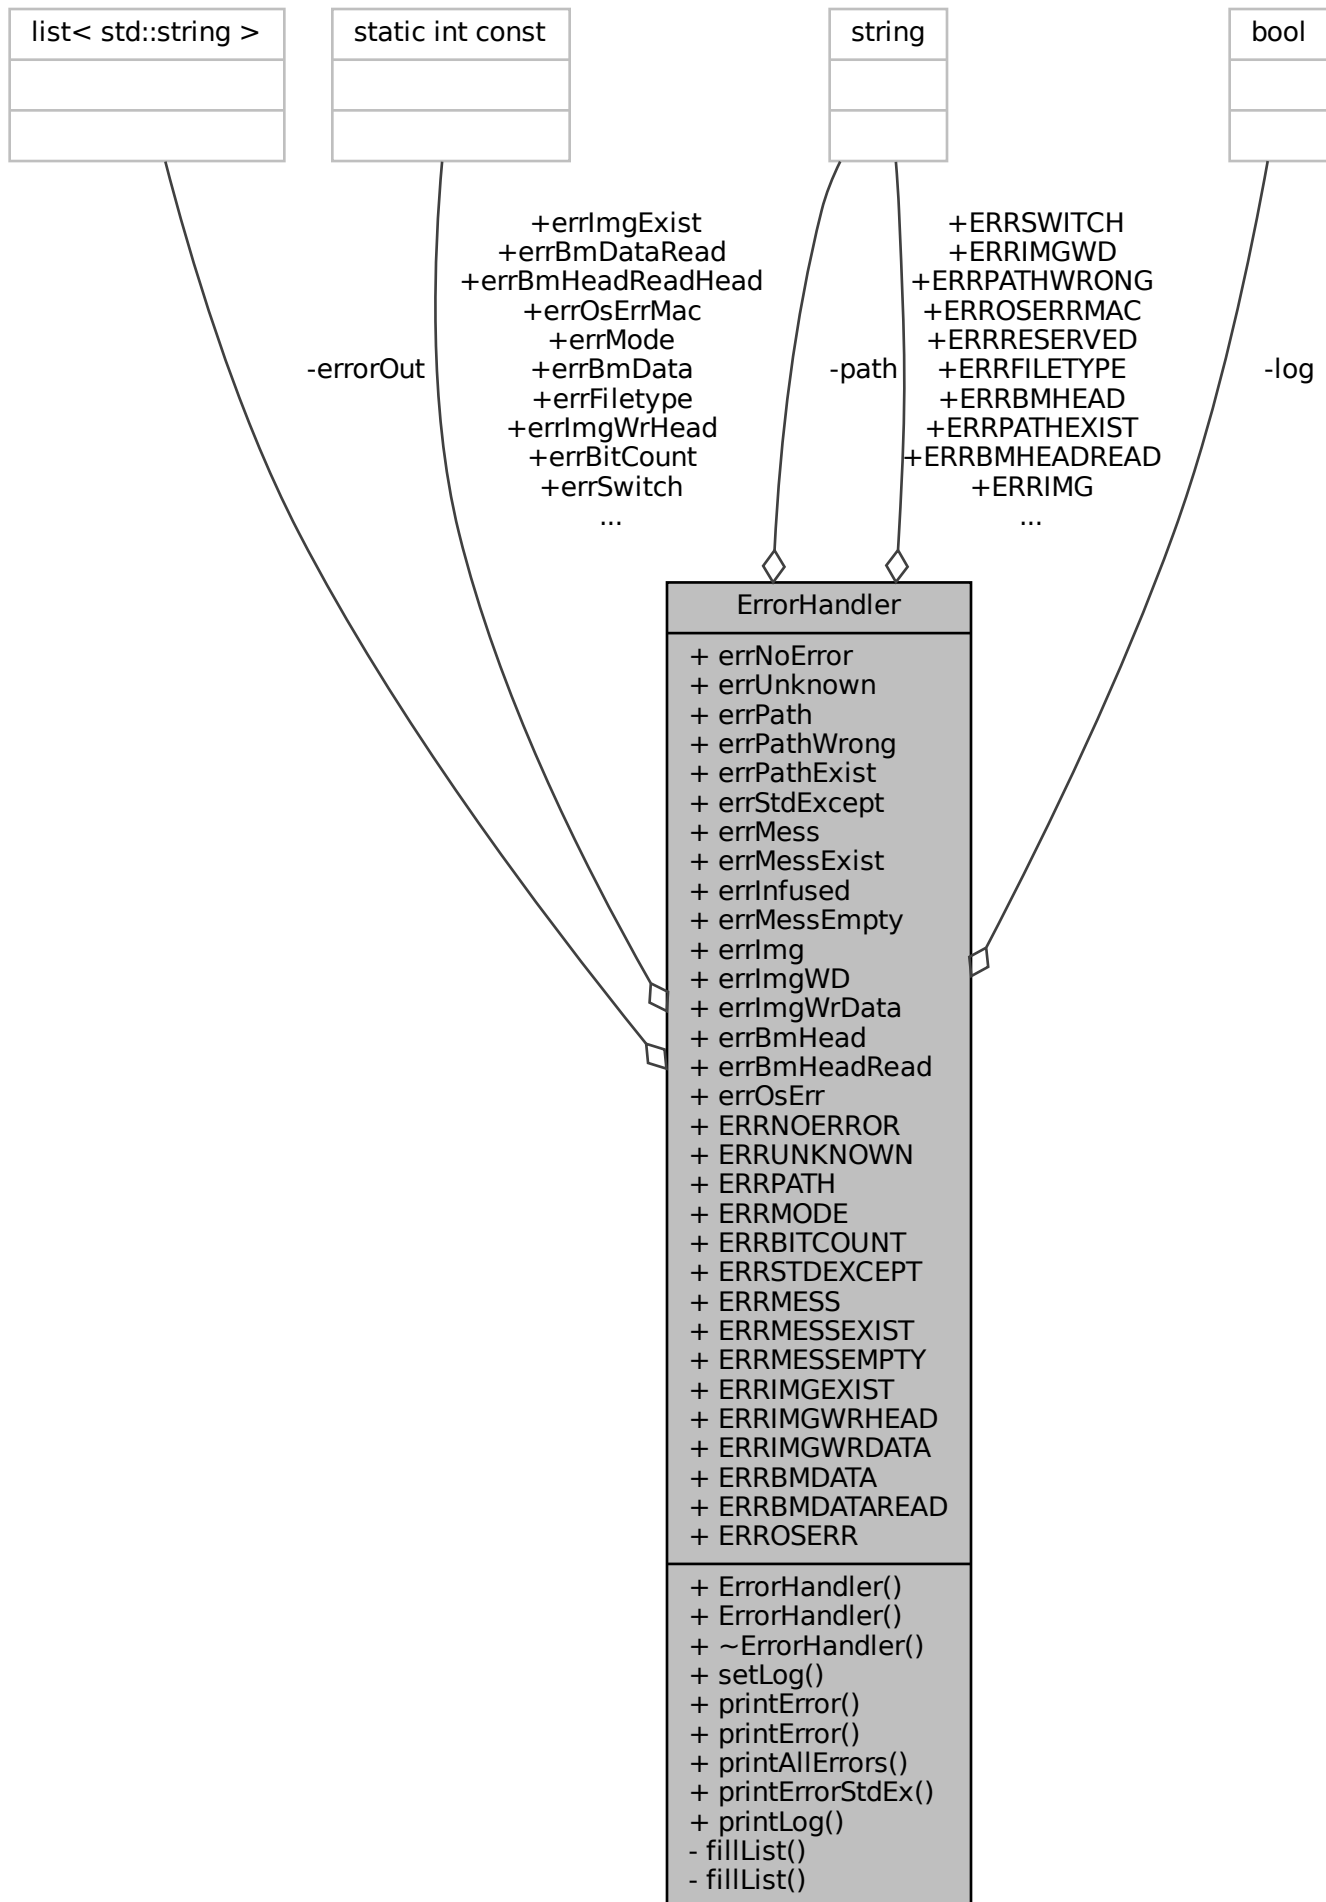 list< std::string >
static int const
string
bool
-errorOut
+errImgExist
+errBmDataRead
+errBmHeadReadHead
+errOsErrMac
+errMode
+errBmData
+errFiletype
+errImgWrHead
+errBitCount
+errSwitch
...
-path
+ERRSWITCH
+ERRIMGWD
+ERRPATHWRONG
+ERROSERRMAC
+ERRRESERVED
+ERRFILETYPE
+ERRBMHEAD
+ERRPATHEXIST
+ERRBMHEADREAD
+ERRIMG
...
-log
ErrorHandler
+ errNoError
+ errUnknown
+ errPath
+ errPathWrong
+ errPathExist
+ errStdExcept
+ errMess
+ errMessExist
+ errInfused
+ errMessEmpty
+ errImg
+ errImgWD
+ errImgWrData
+ errBmHead
+ errBmHeadRead
+ errOsErr
+ ERRNOERROR
+ ERRUNKNOWN
+ ERRPATH
+ ERRMODE
+ ERRBITCOUNT
+ ERRSTDEXCEPT
+ ERRMESS
+ ERRMESSEXIST
+ ERRMESSEMPTY
+ ERRIMGEXIST
+ ERRIMGWRHEAD
+ ERRIMGWRDATA
+ ERRBMDATA
+ ERRBMDATAREAD
+ ERROSERR
+ ErrorHandler()
+ ErrorHandler()
+ ~ErrorHandler()
+ setLog()
+ printError()
+ printError()
+ printAllErrors()
+ printErrorStdEx()
+ printLog()
- fillList()
- fillList()